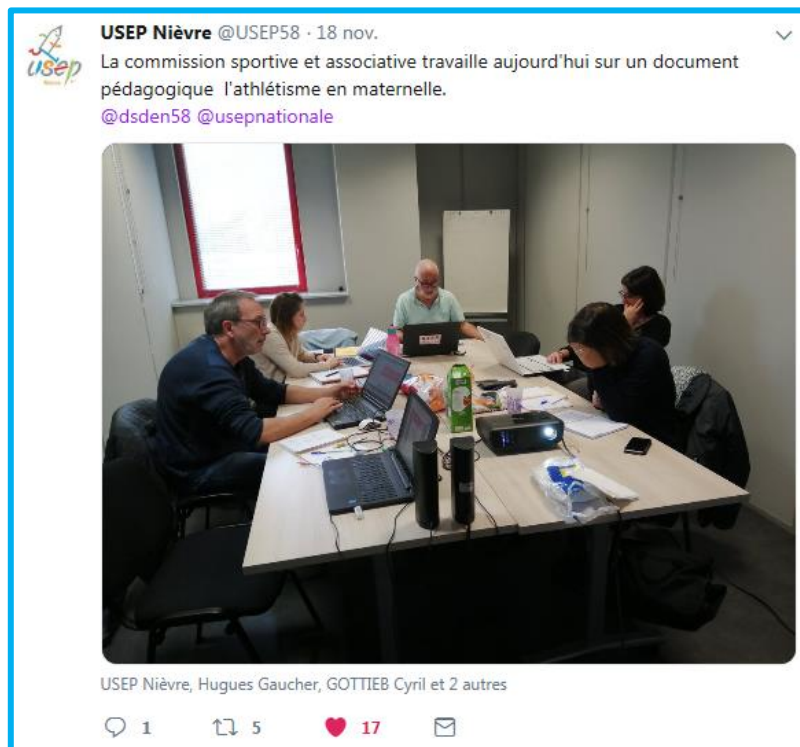 USEP Nièvre @USEP58 · 18 nov.
La commission sportive et associative travaille aujourd'hui sur un document
pédagogique l'athlétisme en maternelle.
@dsden58 @usepnationale
usep
USEP Nièvre, Hugues Gaucher, GOTTIEB Cyril et 2 autres
1 5 17